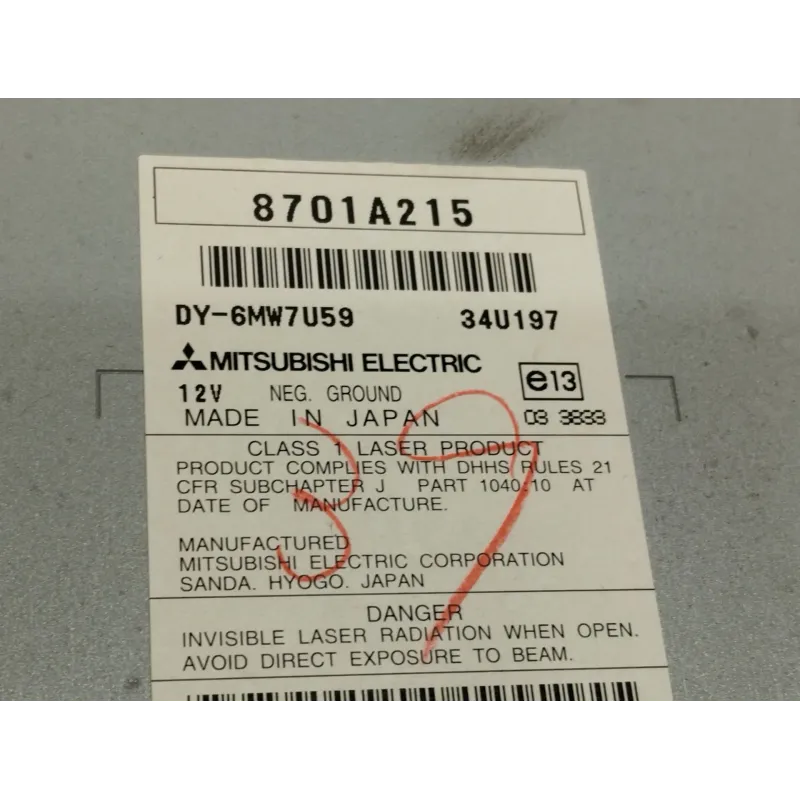 8701A215
DY-6MW7U59 34U197
MITSUBISHI ELECTRIC
12V NEG. GROUND e13
MADE IN JAPAN 03 3833
CLASS 1 LASER PRODUCT
PRODUCT COMPLIES WITH DHHS RULES 21
CFR SUBCHAPTER J PART 1040.10 AT
DATE OF MANUFACTURE.
MANUFACTURED
MITSUBISHI ELECTRIC CORPORATION
SANDA. HYOGO. JAPAN
DANGER
INVISIBLE LASER RADIATION WHEN OPEN.
AVOID DIRECT EXPOSURE TO BEAM.
39